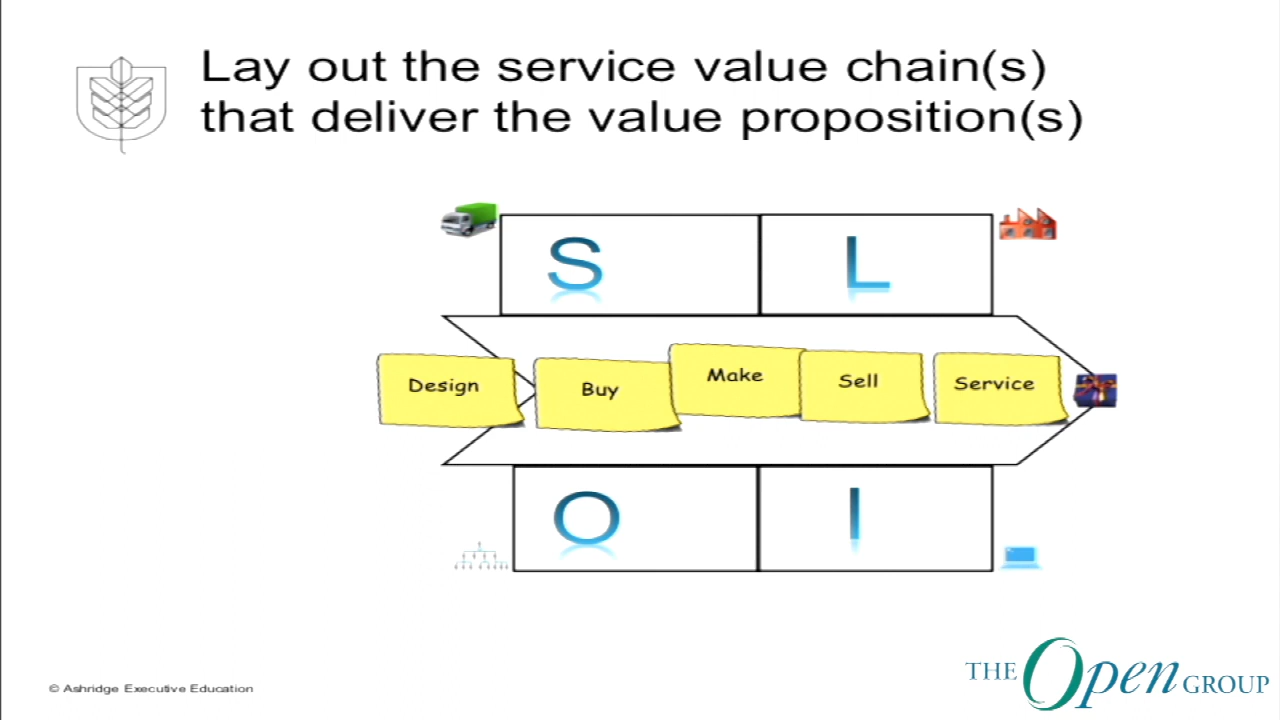 Lay out the service value chain(s)
that deliver the value proposition(s)
S
L
Design
Buy
Make
Sell
Service
O
I
© Ashridge Executive Education
THE Open GROUP